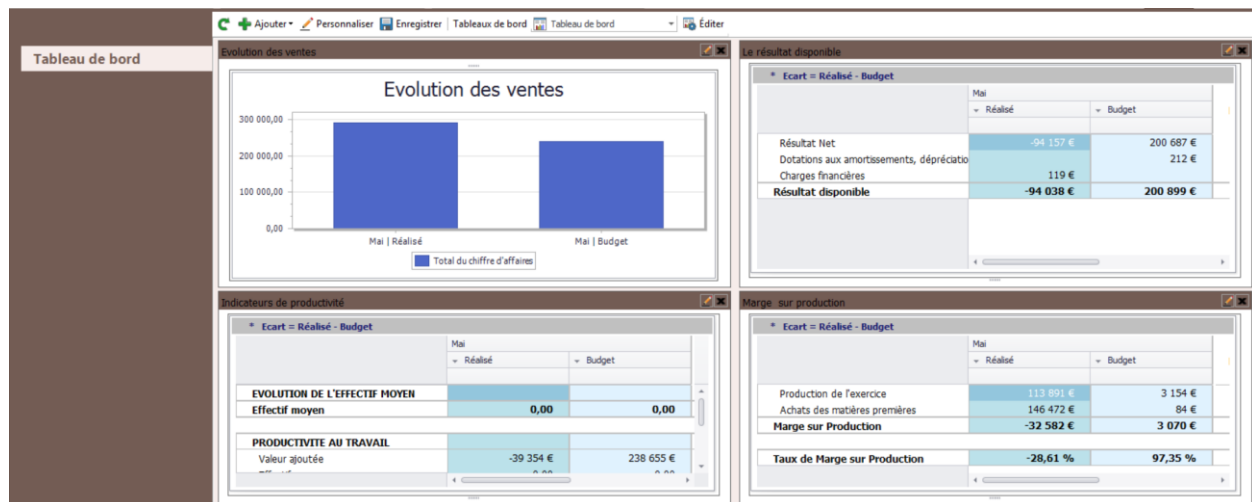 Ajouter Personnaliser Enregistrer Tableaux de bord Tableau de bord Éditer
Tableau de bord
Evolution des ventes
Evolution des ventes
300 000,00
200 000,00
100 000,00
0,00
Mai | Réalisé Mai | Budget
Total du chiffre d'affaires
Le résultat disponible
* Ecart = Réalisé - Budget
Mai
Réalisé Budget
Résultat Net -94 157 € 200 687 €
Dotations aux amortissements, dépréciatio 212 €
Charges financières 119 €
Résultat disponible -94 038 € 200 899 €
Indicateurs de productivité
* Ecart = Réalisé - Budget
Mai
Réalisé Budget
EVOLUTION DE L'EFFECTIF MOYEN
Effectif moyen 0,00 0,00
PRODUCTIVITE AU TRAVAIL
Valeur ajoutée -39 354 € 238 655 €
Marge sur production
* Ecart = Réalisé - Budget
Mai
Réalisé Budget
Production de l'exercice 113 891 € 3 154 €
Achats des matières premières 146 472 € 84 €
Marge sur Production -32 582 € 3 070 €
Taux de Marge sur Production -28,61 % 97,35 %